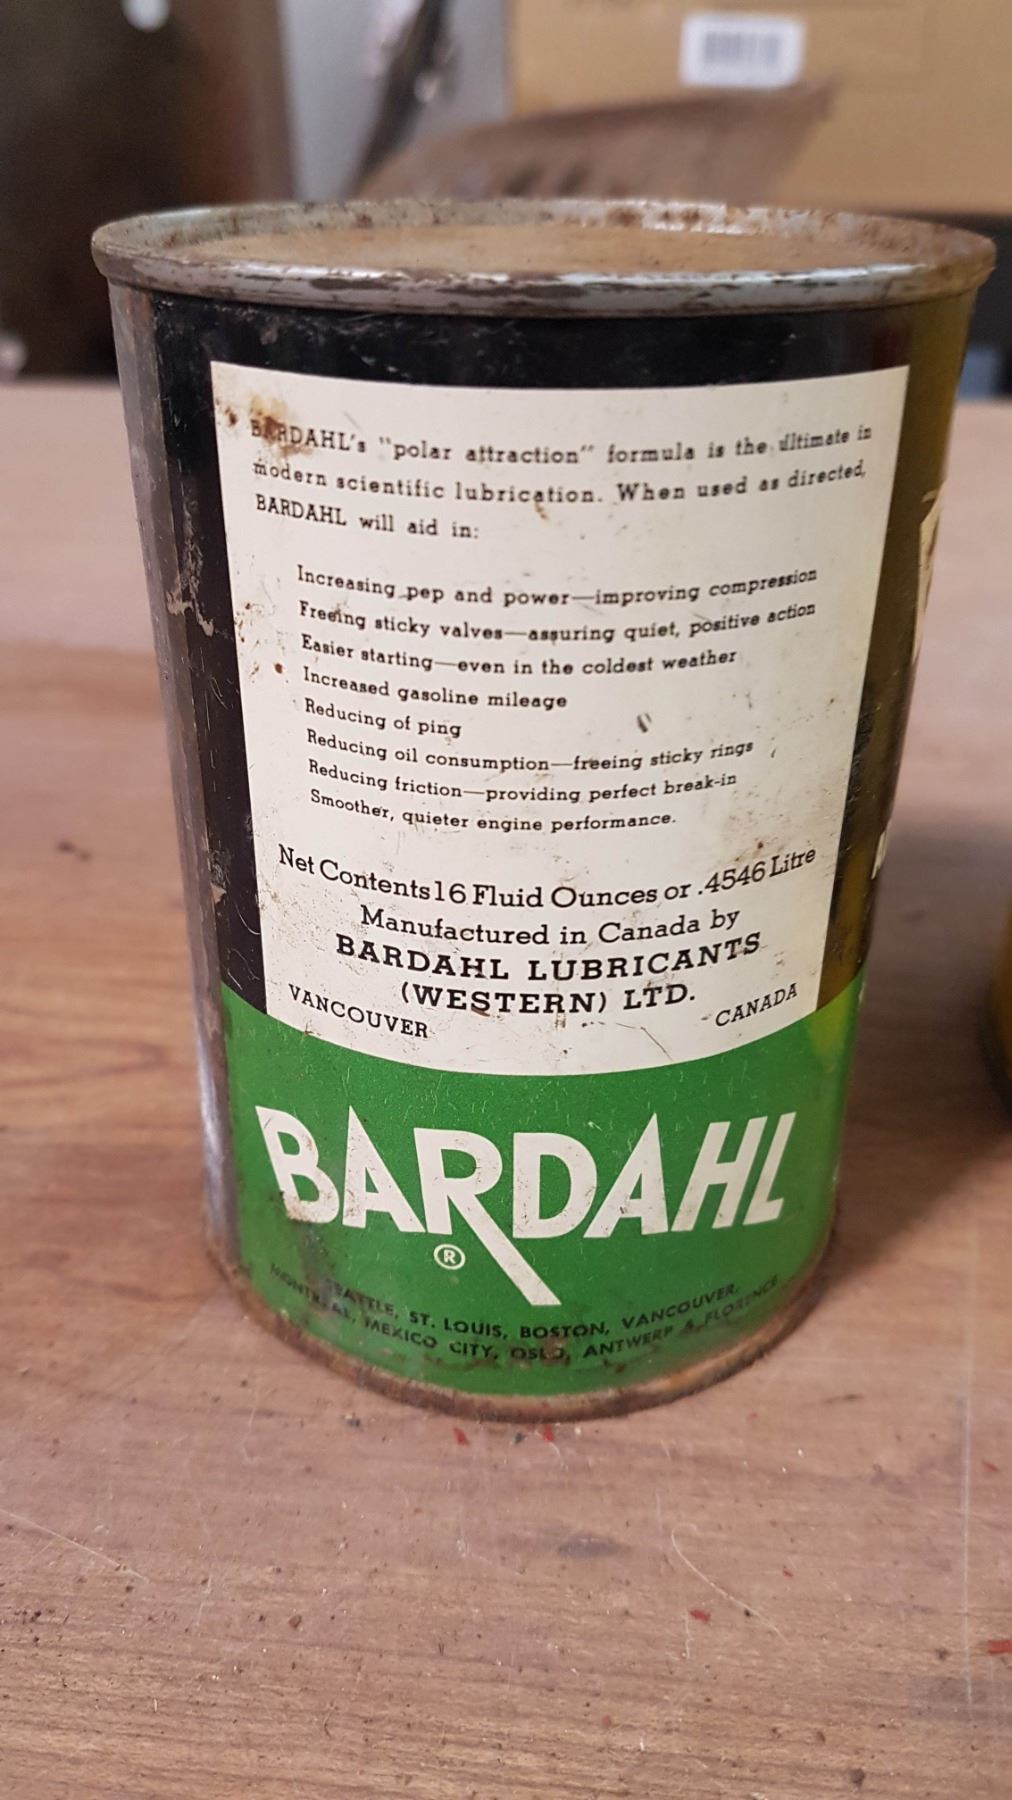 BARDAHL's "polar attraction" formula is the ultimate in
modern scientific lubrication. When used as directed,
BARDAHL will aid in:
Increasing pep and power—improving compression
Freeing sticky valves—assuring quiet, positive action
Easier starting—even in the coldest weather
Increased gasoline mileage
Reducing of ping
Reducing oil consumption—freeing sticky rings
Reducing friction—providing perfect break-in
Smoother, quieter engine performance.
Net Contents 16 Fluid Ounces or .4546 Litre
Manufactured in Canada by
BARDAHL LUBRICANTS
(WESTERN) LTD.
VANCOUVER CANADA
BARDAHL
®
SEATTLE, ST. LOUIS, BOSTON, VANCOUVER,
MONTREAL, MEXICO CITY, OSLO, ANTWERP & FLORENCE